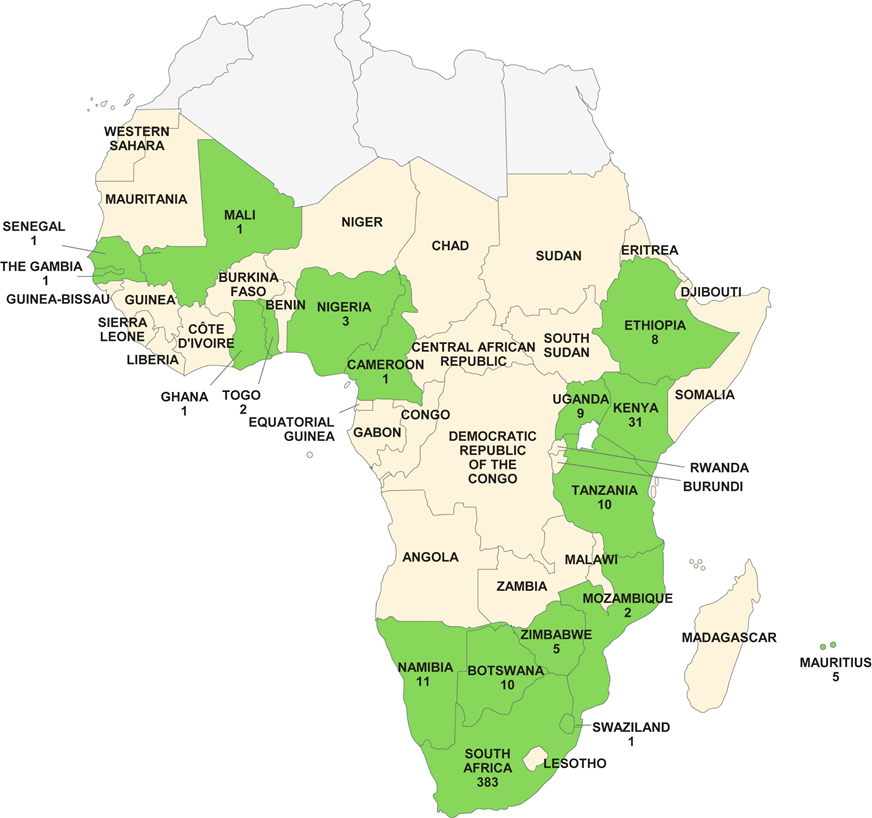 WESTERN
SAHARA
MAURITANIA
SENEGAL
1
THE GAMBIA
1
GUINEA-BISSAU
GUINEA
SIERRA
LEONE
LIBERIA
MALI
1
BURKINA
FASO
CÔTE
D'IVOIRE
GHANA
1
TOGO
2
BENIN
NIGER
NIGERIA
3
CHAD
SUDAN
ERITREA
DJIBOUTI
ETHIOPIA
8
SOUTH
SUDAN
CENTRAL AFRICAN
REPUBLIC
CAMEROON
1
EQUATORIAL
GUINEA
GABON
CONGO
DEMOCRATIC
REPUBLIC
OF THE
CONGO
UGANDA
9
KENYA
31
SOMALIA
RWANDA
BURUNDI
TANZANIA
10
ANGOLA
ZAMBIA
MALAWI
MOZAMBIQUE
2
ZIMBABWE
5
NAMIBIA
11
BOTSWANA
10
MADAGASCAR
MAURITIUS
5
SWAZILAND
1
SOUTH
AFRICA
383
LESOTHO